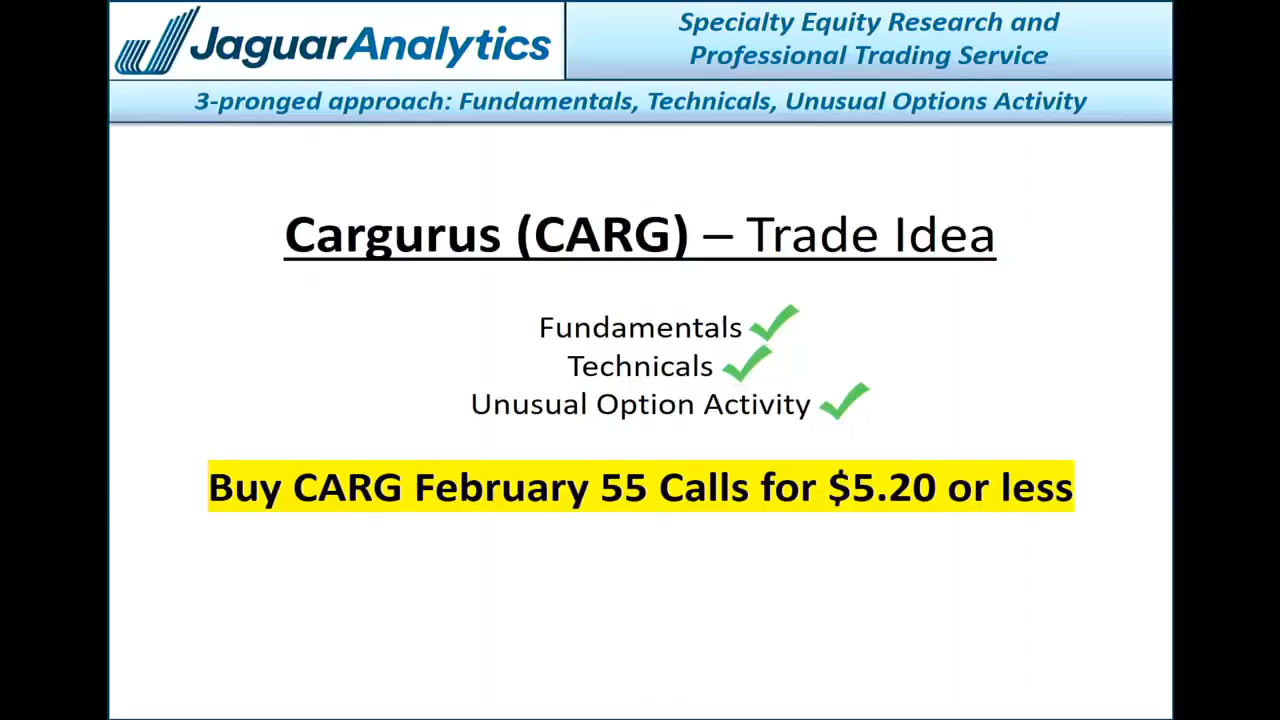 JaguarAnalytics
Specialty Equity Research and
Professional Trading Service
3-pronged approach: Fundamentals, Technicals, Unusual Options Activity
Cargurus (CARG) – Trade Idea
Fundamentals
Technicals
Unusual Option Activity
Buy CARG February 55 Calls for $5.20 or less